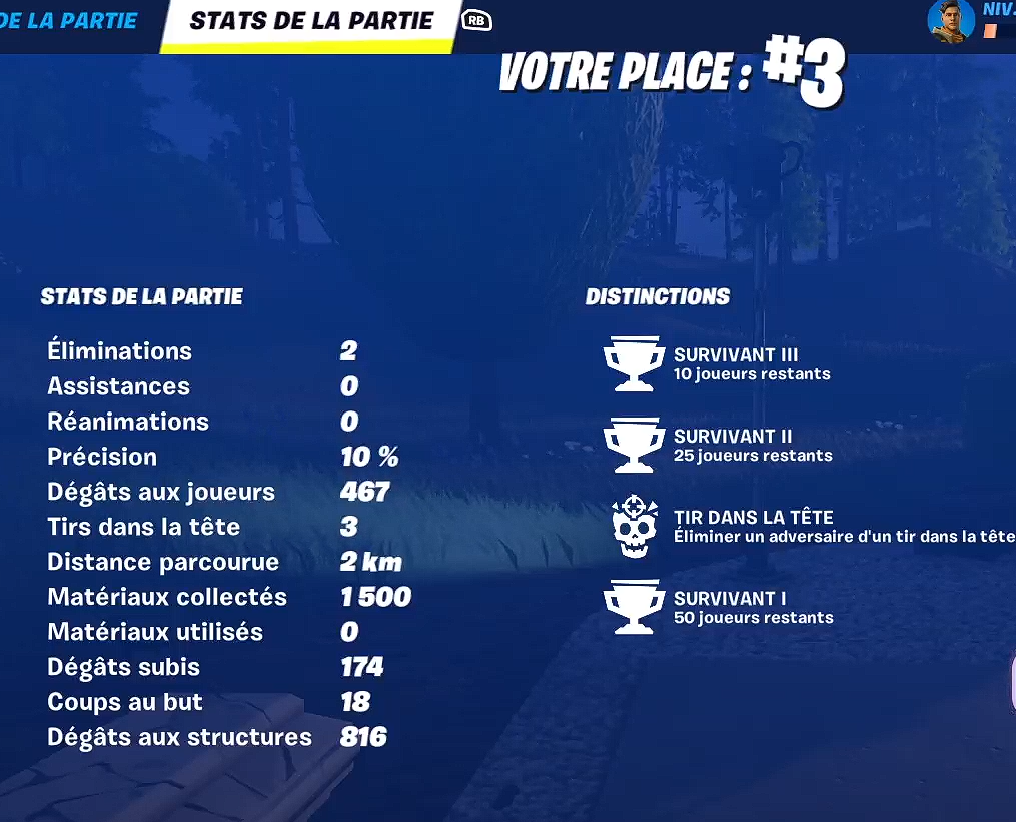 DE LA PARTIE
STATS DE LA PARTIE
RB
NIV.
VOTRE PLACE : #3
STATS DE LA PARTIE
Éliminations 2
Assistances 0
Réanimations 0
Précision 10 %
Dégâts aux joueurs 467
Tirs dans la tête 3
Distance parcourue 2 km
Matériaux collectés 1 500
Matériaux utilisés 0
Dégâts subis 174
Coups au but 18
Dégâts aux structures 816
DISTINCTIONS
SURVIVANT III
10 joueurs restants
SURVIVANT II
25 joueurs restants
TIR DANS LA TÊTE
Éliminer un adversaire d'un tir dans la tête
SURVIVANT I
50 joueurs restants